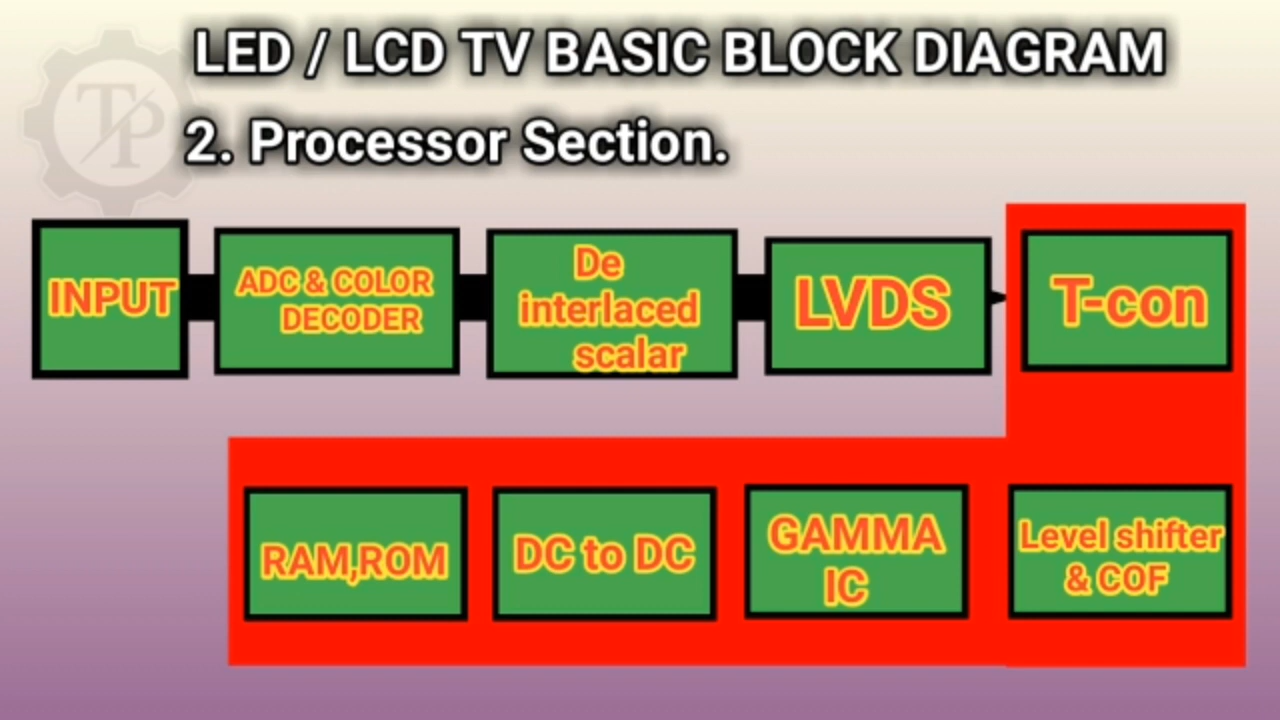 LED / LCD TV BASIC BLOCK DIAGRAM
TP
2. Processor Section.
INPUT
ADC & COLOR
DECODER
De
interlaced
scalar
LVDS
T-con
RAM,ROM
DC to DC
GAMMA
IC
Level shifter
& COF